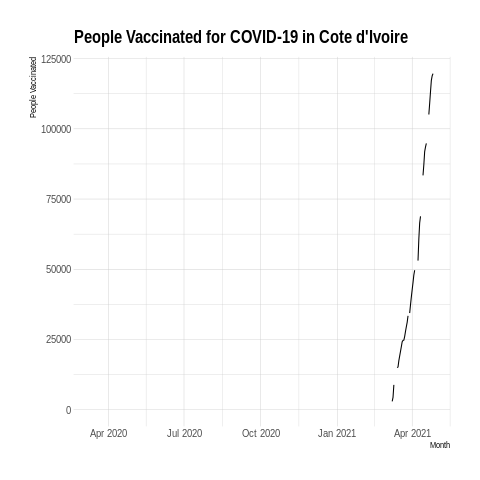 People Vaccinated for COVID-19 in Cote d'Ivoire
People Vaccinated
125000
100000
75000
50000
25000
0
Apr 2020 Jul 2020 Oct 2020 Jan 2021 Apr 2021
Month